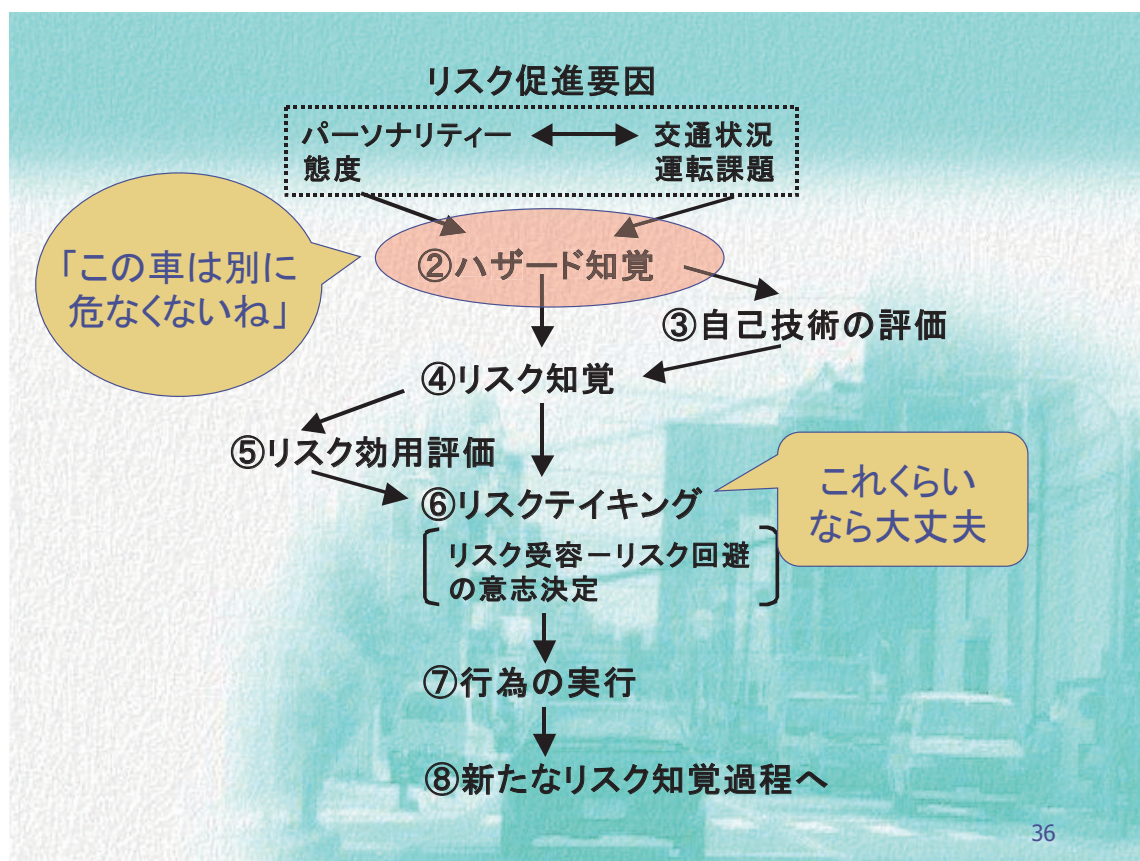 リスク促進要因
パーソナリティー
態度
交通状況
運転課題
「この車は別に
危なくないね」
②ハザード知覚
③自己技術の評価
④リスク知覚
⑤リスク効用評価
⑥リスクテイキング
これくらい
なら大丈夫
リスク受容－リスク回避
の意志決定
⑦行為の実行
⑧新たなリスク知覚過程へ
36